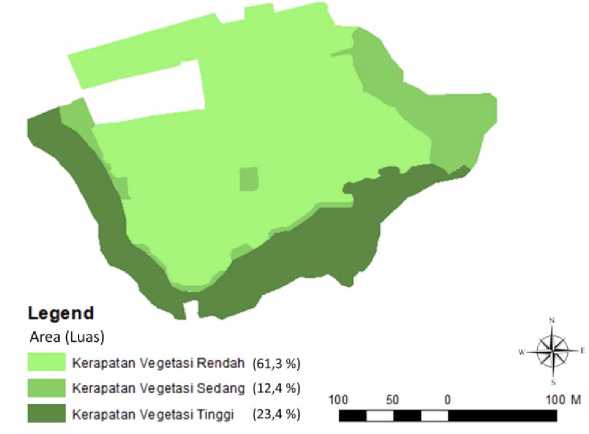 N
W E
S
Legend
Area (Luas)
Kerapatan Vegetasi Rendah (61,3 %)
Kerapatan Vegetasi Sedang (12,4 %)
Kerapatan Vegetasi Tinggi (23,4 %)
100 50 0 100 M